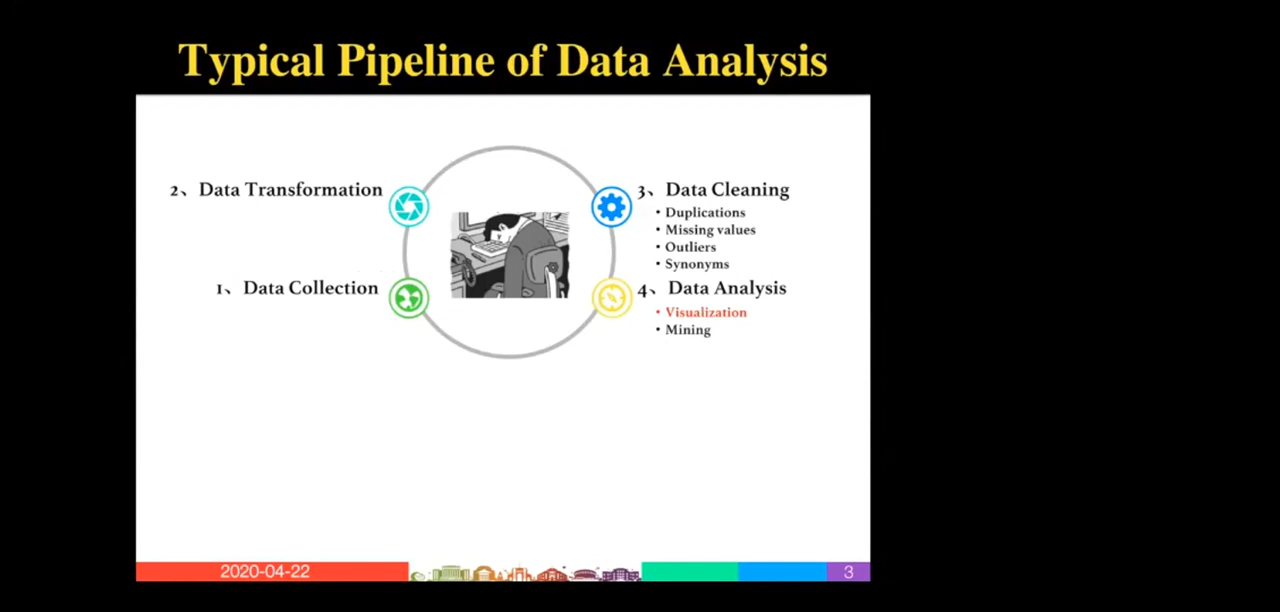 Typical Pipeline of Data Analysis
2、 Data Transformation
1、 Data Collection
3、 Data Cleaning
• Duplications
• Missing values
• Outliers
• Synonyms
4、 Data Analysis
• Visualization
• Mining
2020-04-22
3